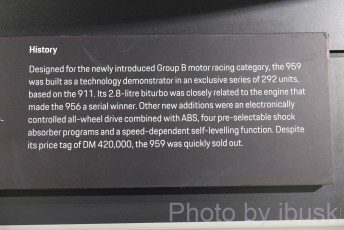 History
Designed for the newly introduced Group B motor racing category, the 959
was built as a technology demonstrator in an exclusive series of 292 units,
based on the 911. Its 2.8-litre biturbo was closely related to the engine that
made the 956 a serial winner. Other new additions were an electronically
controlled all-wheel drive combined with ABS, four pre-selectable shock
absorber programs and a speed-dependent self-levelling function. Despite
its price tag of DM 420,000, the 959 was quickly sold out.
Photo by ibuski